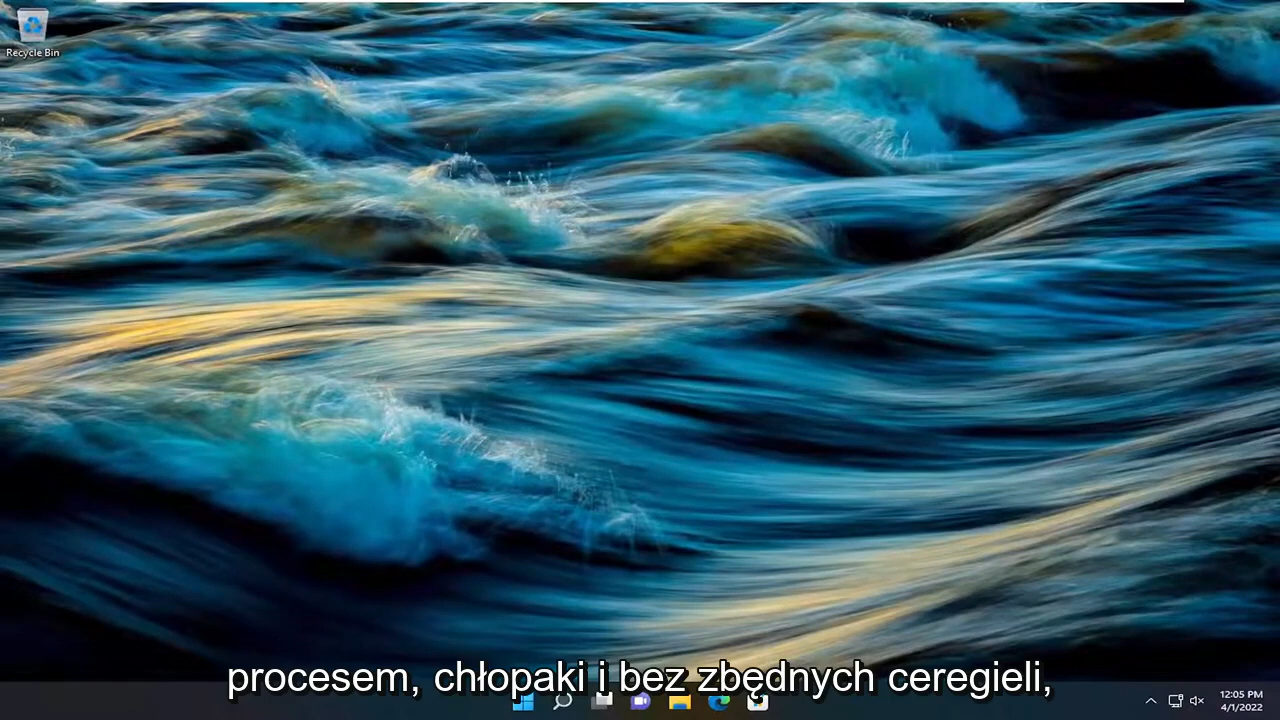 Recycle Bin
procesem, chłopaki i bez zbędnych ceregieli,
12:05 PM
4/1/2022